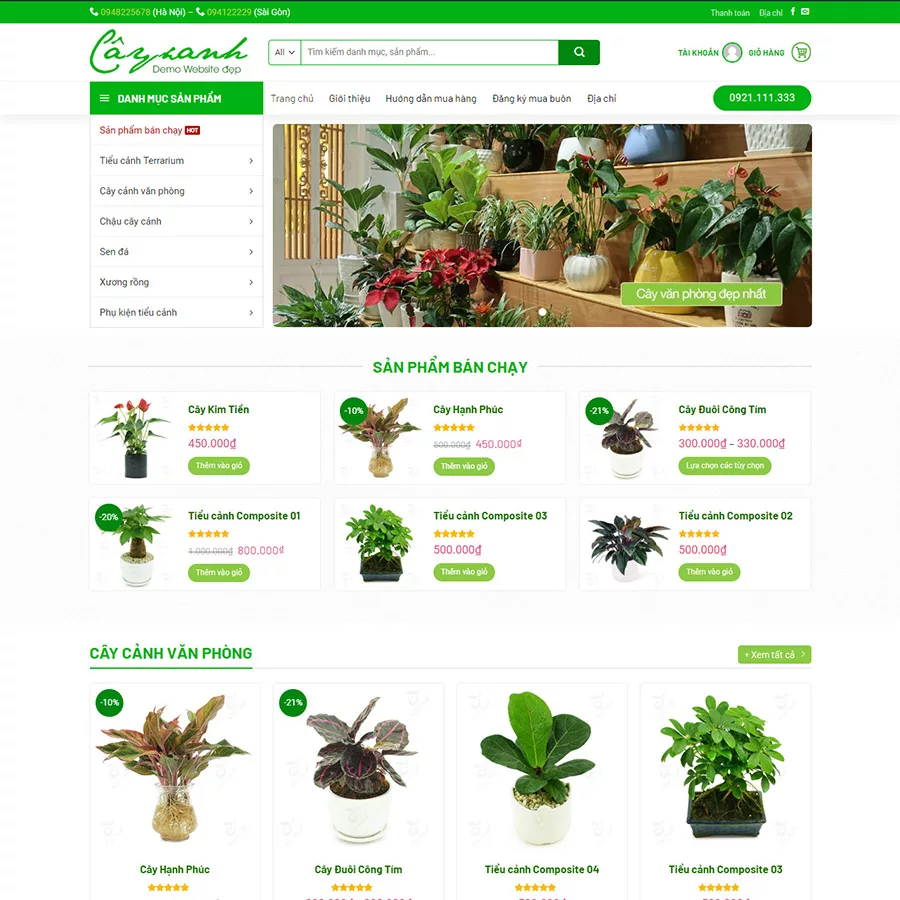 0948225678 (Hà Nội) – 094122229 (Sài Gòn)
Thanh toán Địa chỉ
Cây xanh
Demo Website đẹp
All
Tìm kiếm danh mục, sản phẩm...
TÀI KHOẢN
GIỎ HÀNG
DANH MỤC SẢN PHẨM
Trang chủ Giới thiệu Hướng dẫn mua hàng Đăng ký mua buôn Địa chỉ
0921.111.333
Sản phẩm bán chạy HOT
Tiểu cảnh Terrarium
Cây cảnh văn phòng
Chậu cây cảnh
Sen đá
Xương rồng
Phụ kiện tiểu cảnh
Cây văn phòng đẹp nhất
SẢN PHẨM BÁN CHẠY
Cây Kim Tiền
450.000₫
Thêm vào giỏ
-10%
Cây Hạnh Phúc
500.000₫ 450.000₫
Thêm vào giỏ
-21%
Cây Đuôi Công Tím
300.000₫ – 330.000₫
Lựa chọn các tùy chọn
-20%
Tiểu cảnh Composite 01
1.000.000₫ 800.000₫
Thêm vào giỏ
Tiểu cảnh Composite 03
500.000₫
Thêm vào giỏ
Tiểu cảnh Composite 02
500.000₫
Thêm vào giỏ
CÂY CẢNH VĂN PHÒNG
+ Xem tất cả
-10%
Cây Hạnh Phúc
-21%
Cây Đuôi Công Tím
Tiểu cảnh Composite 04
Tiểu cảnh Composite 03